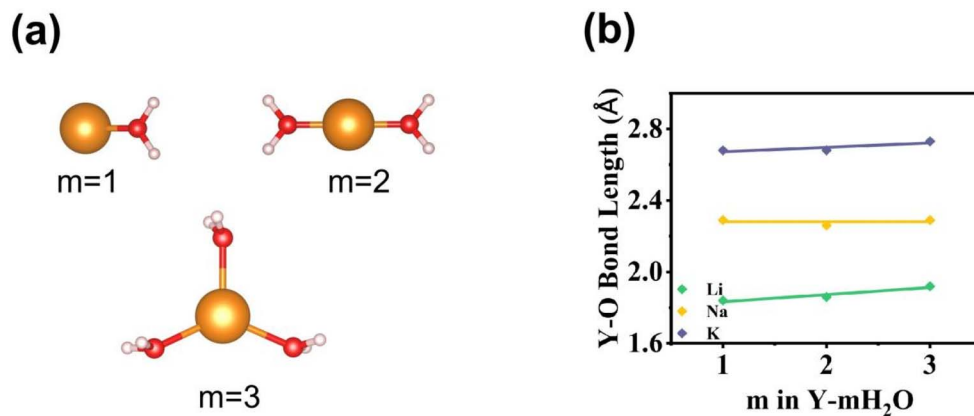 (a)
m=1
m=2
m=3
(b)
Y-O Bond Length (Å)
2.8
2.4
2.0
1.6
Li
Na
K
1 2 3
m in Y-mH₂O